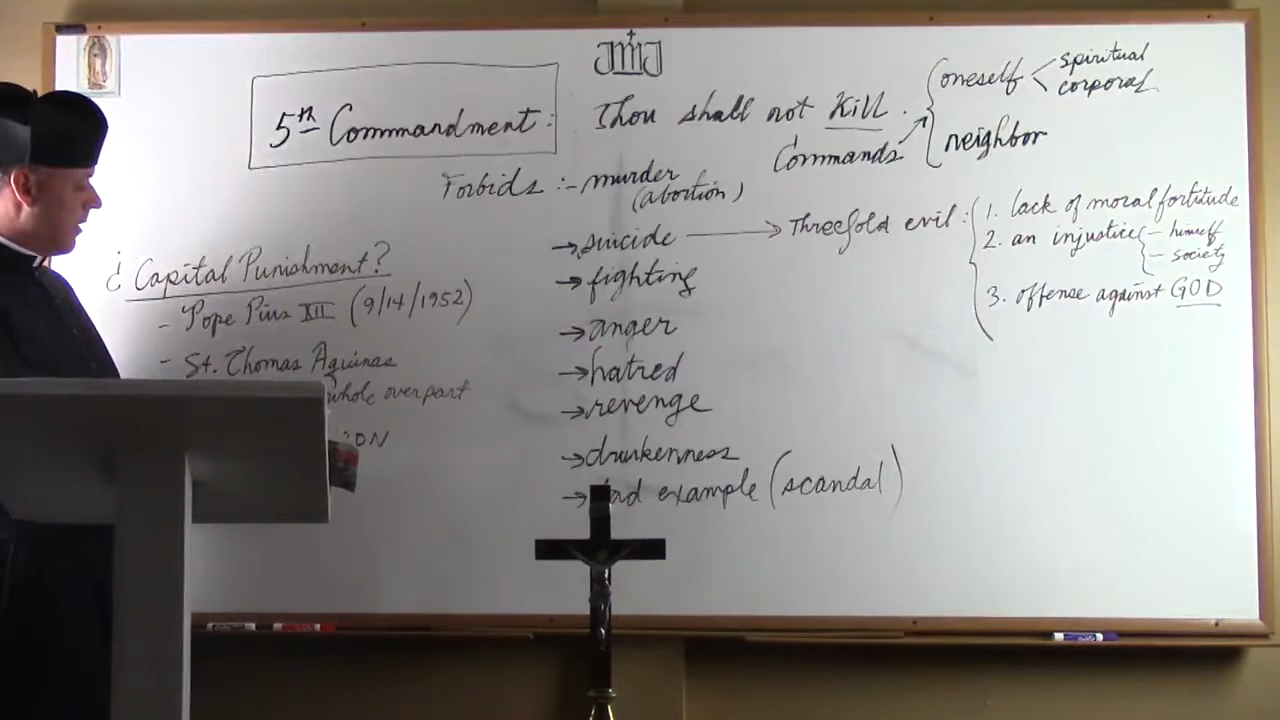 JMJ
5th Commandment:
Thou shall not Kill.
Commands
oneself
spiritual
corporal
neighbor
Forbids :- murder
(abortion)
→ suicide → Threefold evil:
1. lack of moral fortitude
2. an injustice
- himself
- society
3. offense against GOD
→ fighting
→ anger
→ hatred
→ revenge
→ drunkenness
→ bad example (scandal)
¿Capital Punishment?
- Pope Pius XII (9/14/1952)
- St. Thomas Aquinas
whole over part